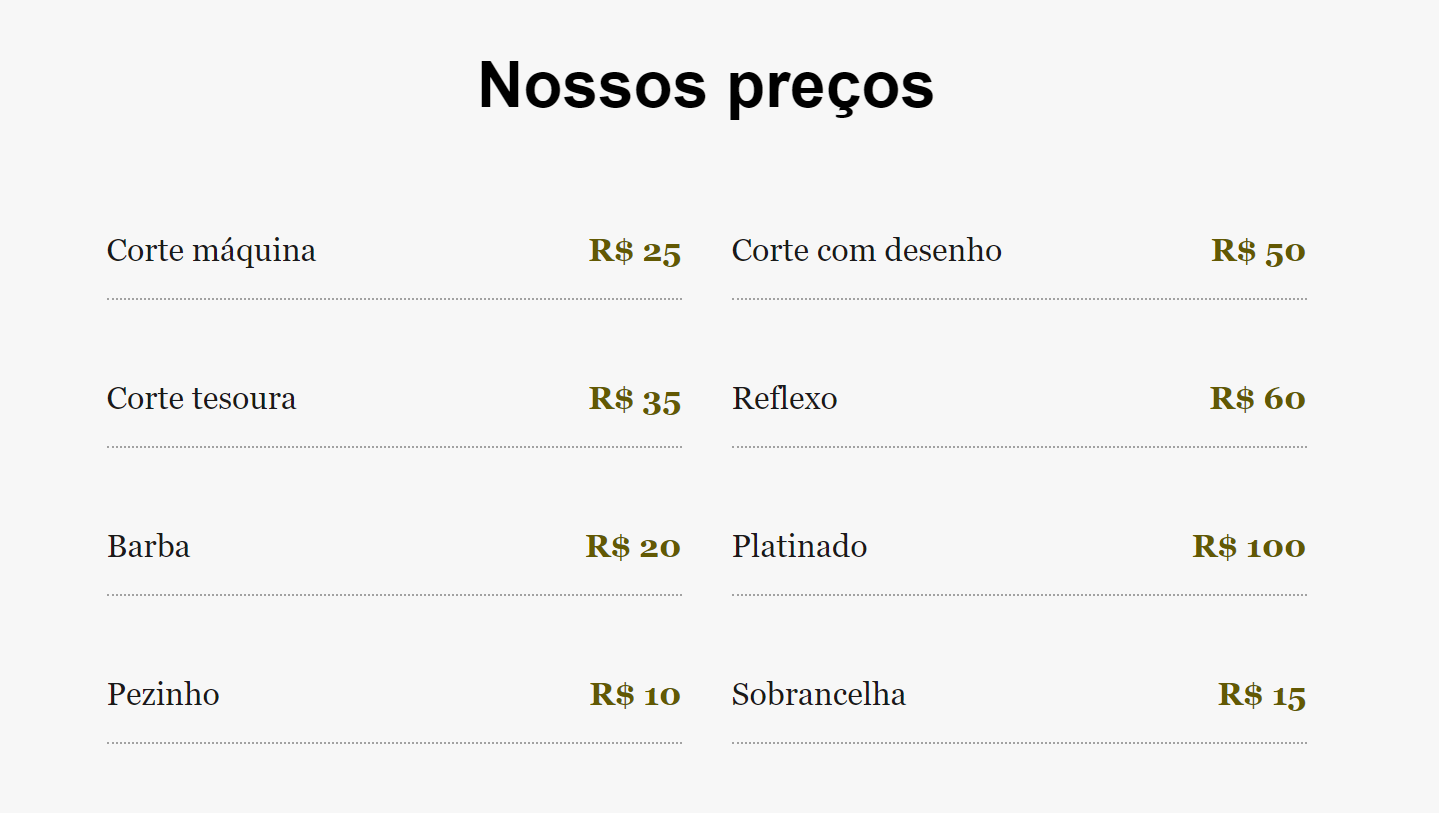 Nossos preços
Corte máquina R$ 25
Corte com desenho R$ 50
Corte tesoura R$ 35
Reflexo R$ 60
Barba R$ 20
Platinado R$ 100
Pezinho R$ 10
Sobrancelha R$ 15